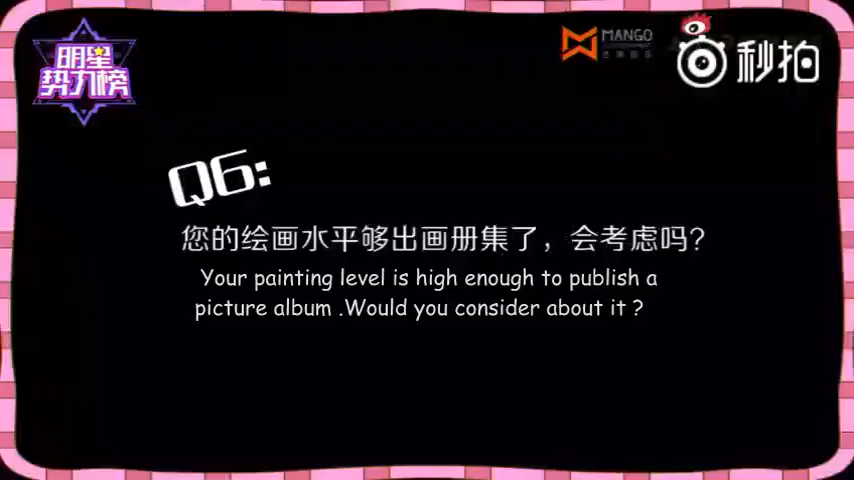 明星
势力榜
MANGO
秒拍
Q6:
您的绘画水平够出画册集了，会考虑吗？
Your painting level is high enough to publish a
picture album .Would you consider about it ?